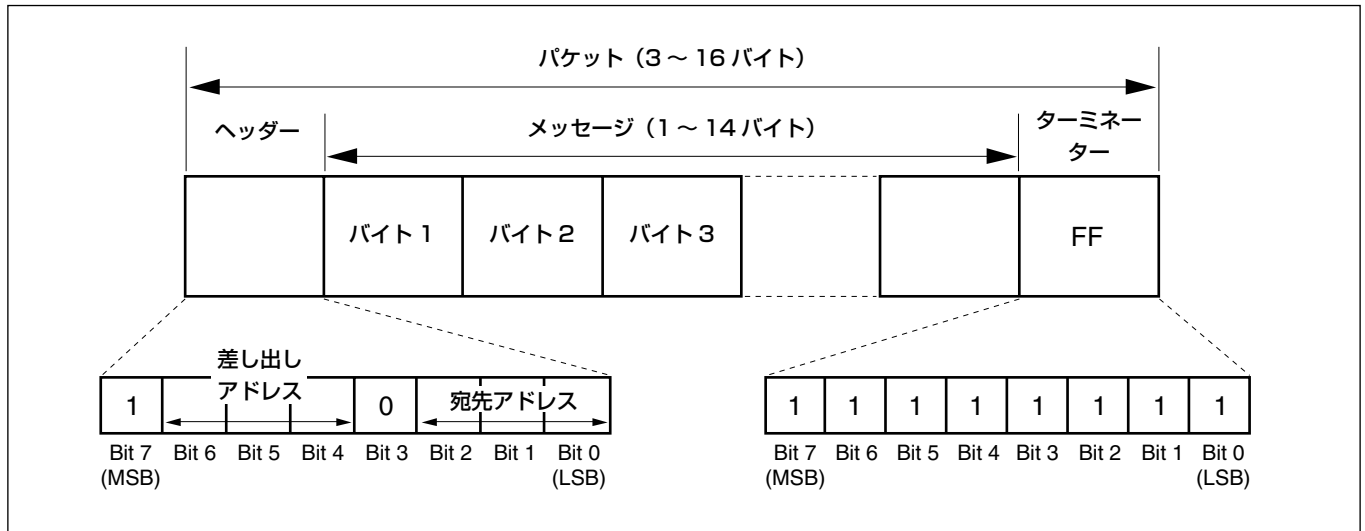 パケット（3～16バイト）
ヘッダー
メッセージ（1～14バイト）
ターミネー
ター
バイト1 バイト2 バイト3 FF
差し出し
アドレス
1 0 宛先アドレス
Bit 7 Bit 6 Bit 5 Bit 4 Bit 3 Bit 2 Bit 1 Bit 0
(MSB) (LSB)
1 1 1 1 1 1 1 1
Bit 7 Bit 6 Bit 5 Bit 4 Bit 3 Bit 2 Bit 1 Bit 0
(MSB) (LSB)